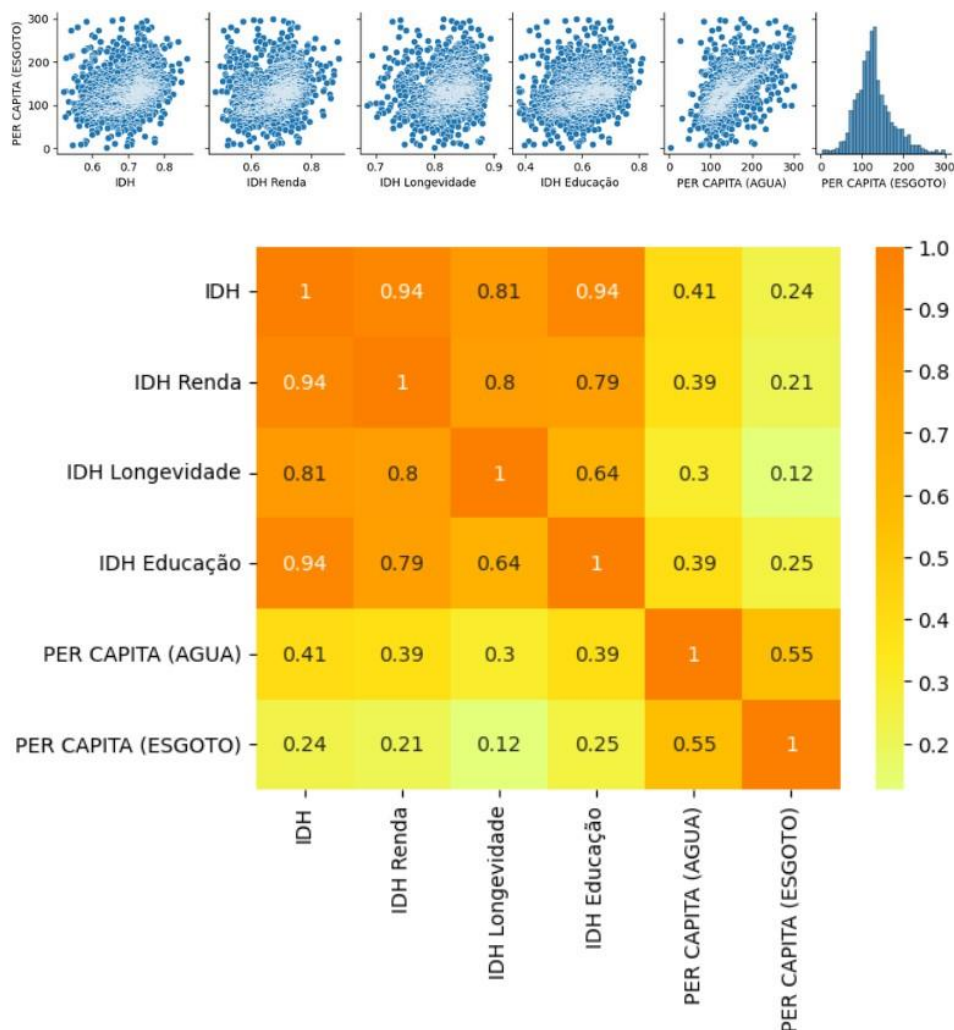 PER CAPITA (ESGOTO)
300
200
100
0
0.6 0.7 0.8
IDH
0.6 0.7 0.8
IDH Renda
0.7 0.8 0.9
IDH Longevidade
0.4 0.6 0.8
IDH Educação
0 100 200 300
PER CAPITA (AGUA)
0 100 200 300
PER CAPITA (ESGOTO)
IDH 1 0.94 0.81 0.94 0.41 0.24
IDH Renda 0.94 1 0.8 0.79 0.39 0.21
IDH Longevidade 0.81 0.8 1 0.64 0.3 0.12
IDH Educação 0.94 0.79 0.64 1 0.39 0.25
PER CAPITA (AGUA) 0.41 0.39 0.3 0.39 1 0.55
PER CAPITA (ESGOTO) 0.24 0.21 0.12 0.25 0.55 1
IDH
IDH Renda
IDH Longevidade
IDH Educação
PER CAPITA (AGUA)
PER CAPITA (ESGOTO)
1.0
0.9
0.8
0.7
0.6
0.5
0.4
0.3
0.2